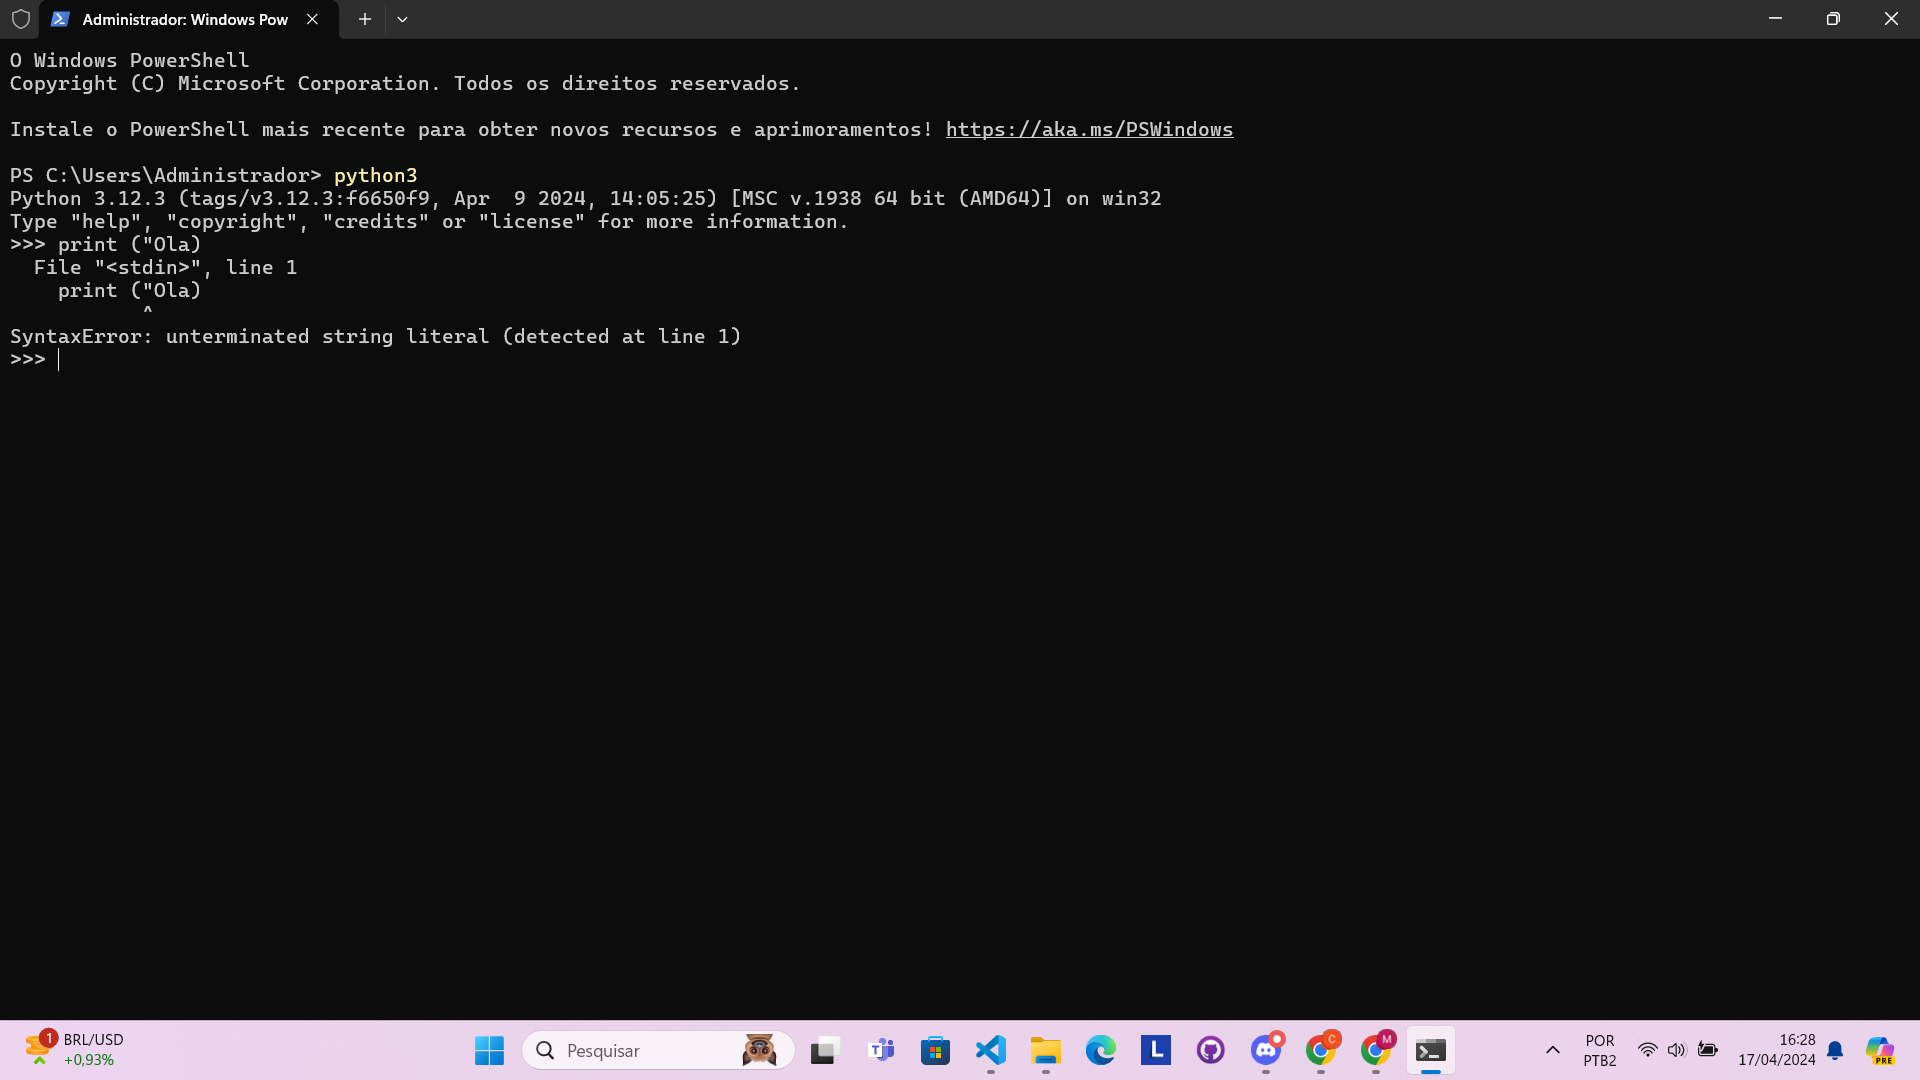 Administrador: Windows Pow
O Windows PowerShell
Copyright (C) Microsoft Corporation. Todos os direitos reservados.
Instale o PowerShell mais recente para obter novos recursos e aprimoramentos! https://aka.ms/PSWindows
PS C:\Users\Administrador> python3
Python 3.12.3 (tags/v3.12.3:f6650f9, Apr  9 2024, 14:05:25) [MSC v.1938 64 bit (AMD64)] on win32
Type "help", "copyright", "credits" or "license" for more information.
>>> print ("Ola)
  File "<stdin>", line 1
    print ("Ola)
           ^
SyntaxError: unterminated string literal (detected at line 1)
>>>
1
BRL/USD
+0,93%
Pesquisar
T
L
C
M
POR
PTB2
16:28
17/04/2024
PRE